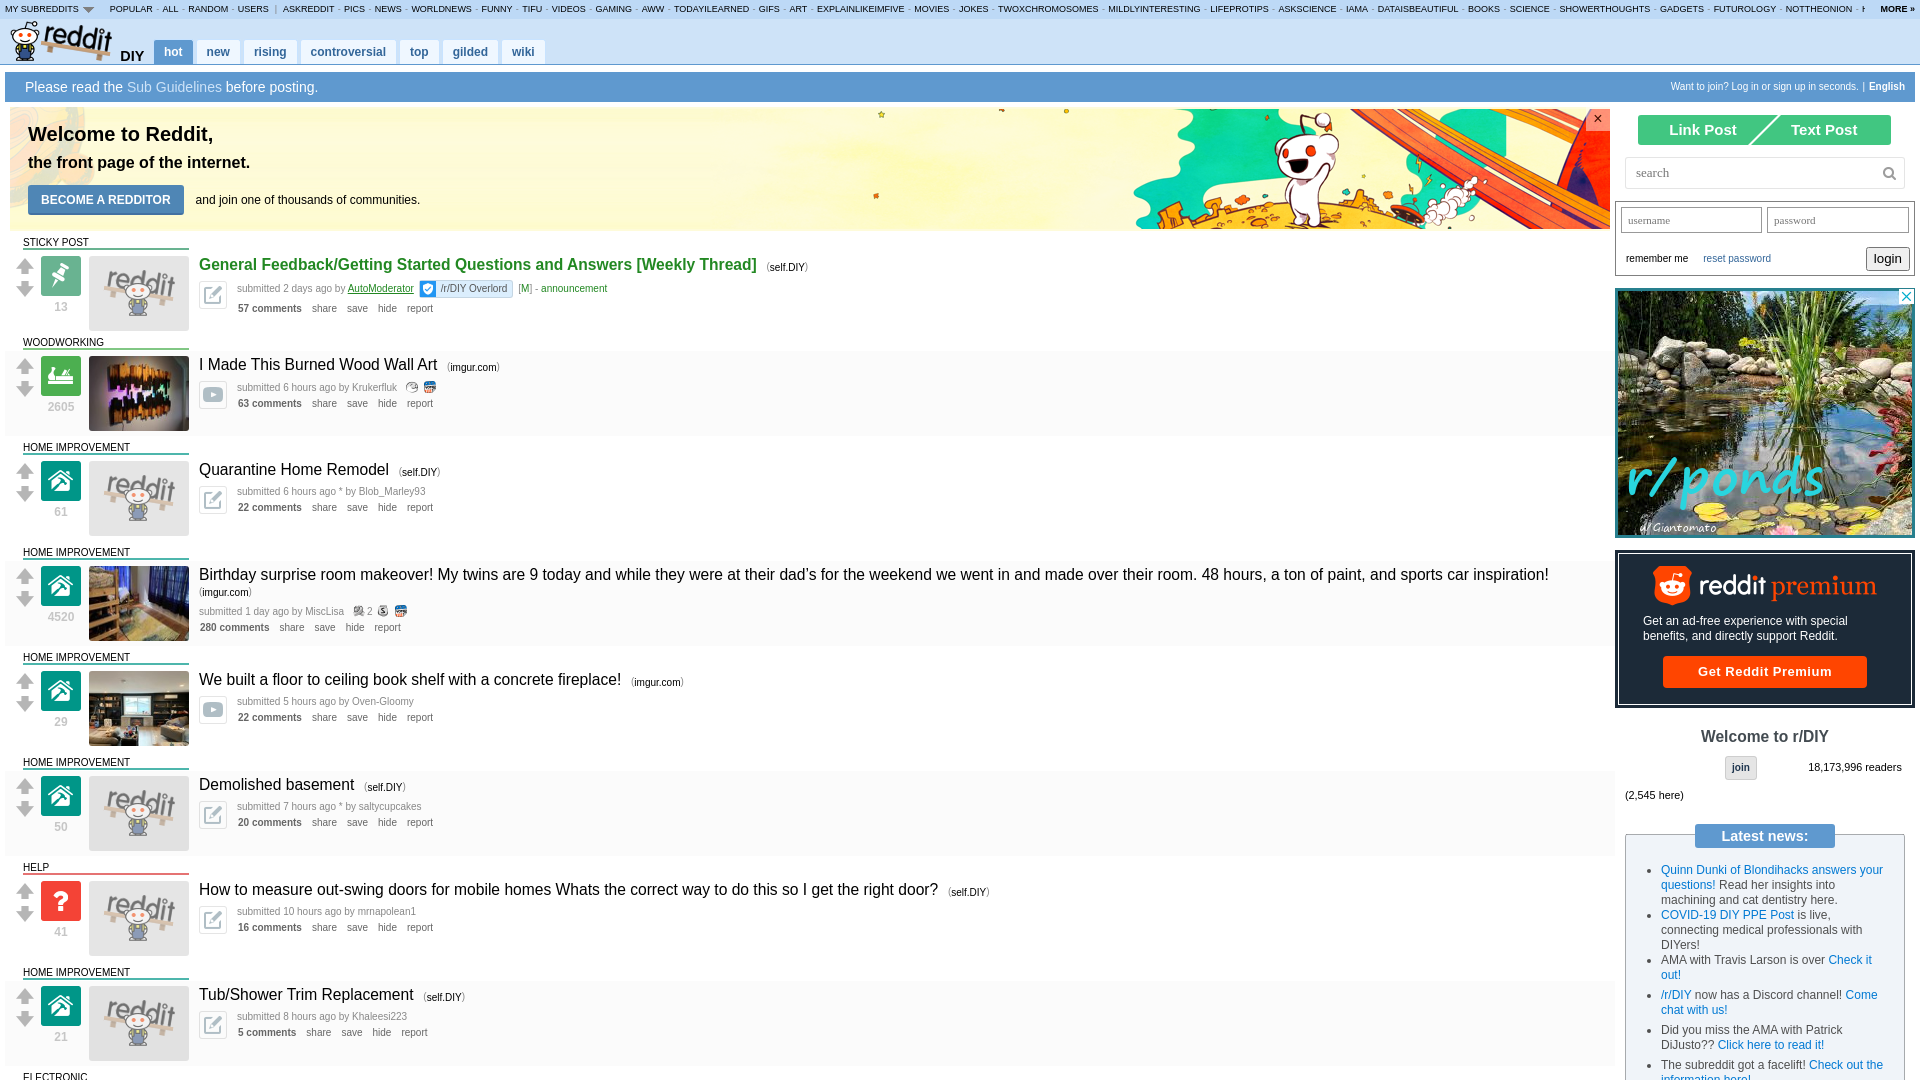 MY SUBREDDITS POPULAR - ALL - RANDOM - USERS | ASKREDDIT - PICS - NEWS - WORLDNEWS - FUNNY - TIFU - VIDEOS - GAMING - AWW - TODAYILEARNED - GIFS - ART - EXPLAINLIKEIMFIVE - MOVIES - JOKES - TWOXCHROMOSOMES - MILDLYINTERESTING - LIFEPROTIPS - ASKSCIENCE - IAMA - DATAISBEAUTIFUL - BOOKS - SCIENCE - SHOWERTHOUGHTS - GADGETS - FUTUROLOGY - NOTTHEONION - MORE »
reddit DIY hot new rising controversial top gilded wiki
Please read the Sub Guidelines before posting.
Want to join? Log in or sign up in seconds. | English
Welcome to Reddit,
the front page of the internet.
BECOME A REDDITOR and join one of thousands of communities.
×
STICKY POST
General Feedback/Getting Started Questions and Answers [Weekly Thread] (self.DIY)
submitted 2 days ago by AutoModerator /r/DIY Overlord [M] - announcement
13
57 comments share save hide report
WOODWORKING
I Made This Burned Wood Wall Art (imgur.com)
submitted 6 hours ago by Krukerfluk
2605
63 comments share save hide report
HOME IMPROVEMENT
Quarantine Home Remodel (self.DIY)
submitted 6 hours ago * by Blob_Marley93
61
22 comments share save hide report
HOME IMPROVEMENT
Birthday surprise room makeover! My twins are 9 today and while they were at their dad’s for the weekend we went in and made over their room. 48 hours, a ton of paint, and sports car inspiration!
(imgur.com)
submitted 1 day ago by MiscLisa 2
4520
280 comments share save hide report
HOME IMPROVEMENT
We built a floor to ceiling book shelf with a concrete fireplace! (imgur.com)
submitted 5 hours ago by Oven-Gloomy
29
22 comments share save hide report
HOME IMPROVEMENT
Demolished basement (self.DIY)
submitted 7 hours ago * by saltycupcakes
50
20 comments share save hide report
HELP
How to measure out-swing doors for mobile homes Whats the correct way to do this so I get the right door? (self.DIY)
submitted 10 hours ago by mrnapolean1
41
16 comments share save hide report
HOME IMPROVEMENT
Tub/Shower Trim Replacement (self.DIY)
submitted 8 hours ago by Khaleesi223
21
5 comments share save hide report
ELECTRONIC
Link Post Text Post
search
username password
remember me reset password login
r/ponds
u/Giantomato
reddit premium
Get an ad-free experience with special
benefits, and directly support Reddit.
Get Reddit Premium
Welcome to r/DIY
join 18,173,996 readers
(2,545 here)
Latest news:
Quinn Dunki of Blondihacks answers your
questions! Read her insights into
machining and cat dentistry here.
COVID-19 DIY PPE Post is live,
connecting medical professionals with
DIYers!
AMA with Travis Larson is over Check it
out!
/r/DIY now has a Discord channel! Come
chat with us!
Did you miss the AMA with Patrick
DiJusto?? Click here to read it!
The subreddit got a facelift! Check out the
information here!